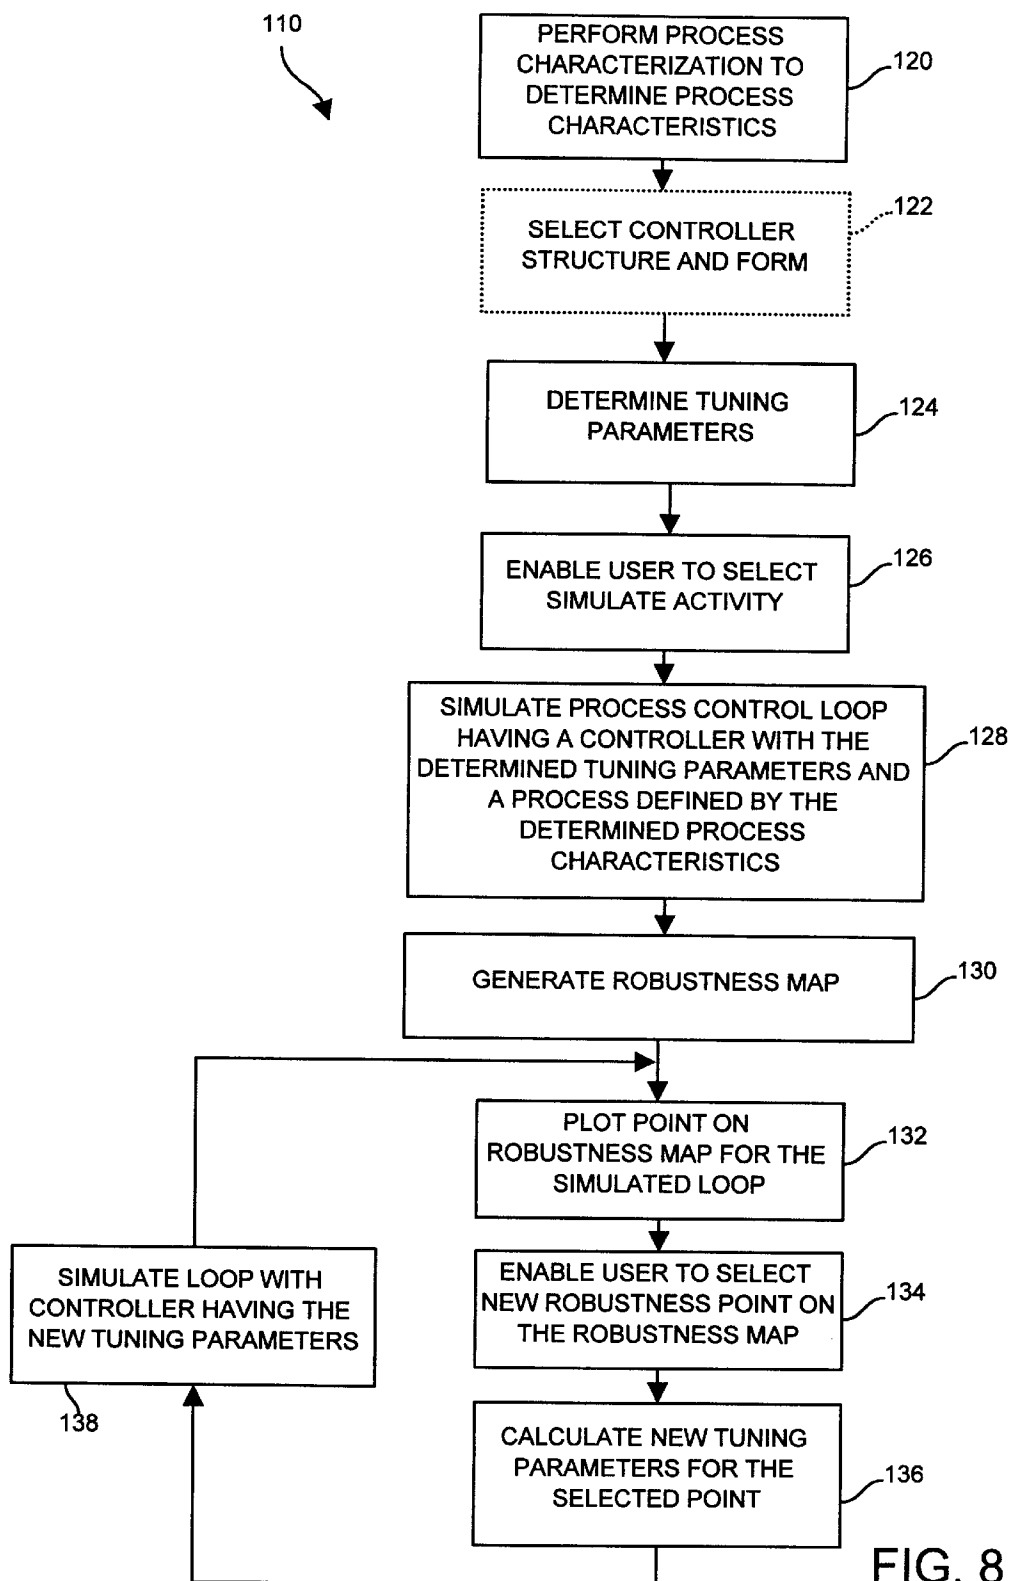 110
PERFORM PROCESS
CHARACTERIZATION TO
DETERMINE PROCESS
CHARACTERISTICS
120
SELECT CONTROLLER
STRUCTURE AND FORM
122
DETERMINE TUNING
PARAMETERS
124
ENABLE USER TO SELECT
SIMULATE ACTIVITY
126
SIMULATE PROCESS CONTROL LOOP
HAVING A CONTROLLER WITH THE
DETERMINED TUNING PARAMETERS AND
A PROCESS DEFINED BY THE
DETERMINED PROCESS
CHARACTERISTICS
128
GENERATE ROBUSTNESS MAP
130
PLOT POINT ON
ROBUSTNESS MAP FOR THE
SIMULATED LOOP
132
ENABLE USER TO SELECT
NEW ROBUSTNESS POINT ON
THE ROBUSTNESS MAP
134
SIMULATE LOOP WITH
CONTROLLER HAVING THE
NEW TUNING PARAMETERS
138
CALCULATE NEW TUNING
PARAMETERS FOR THE
SELECTED POINT
136
FIG. 8